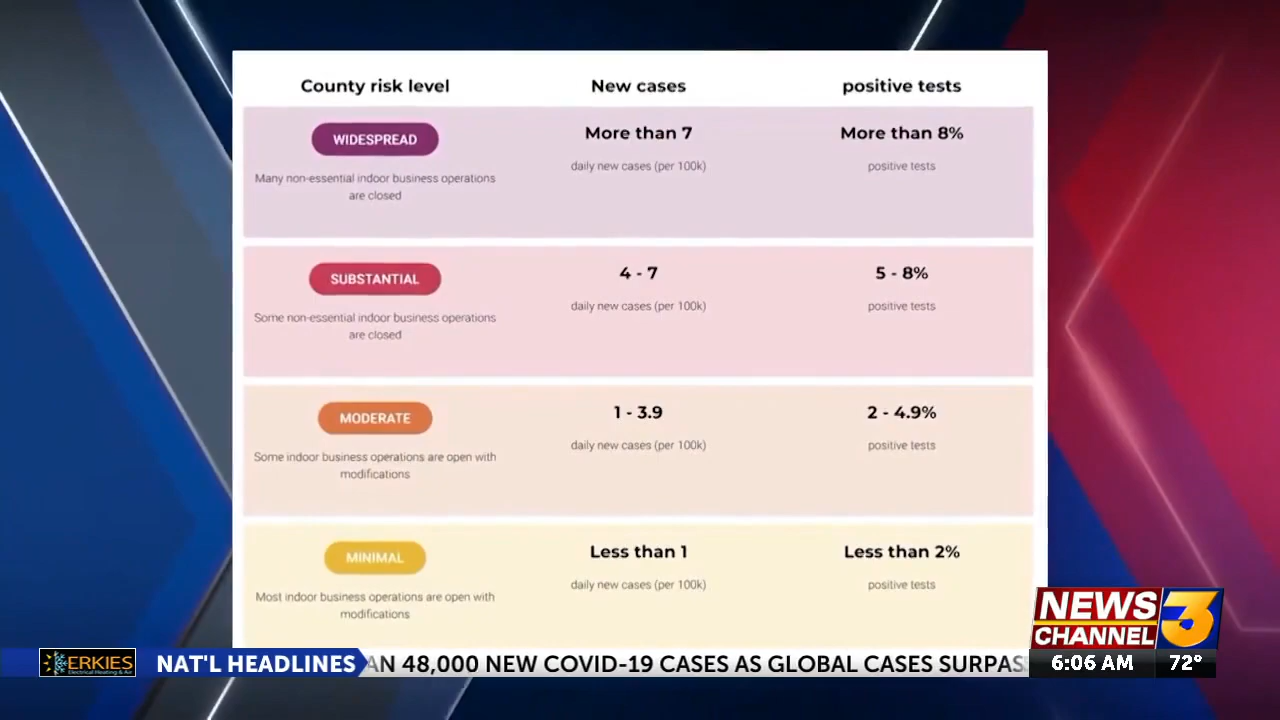 County risk level New cases positive tests
WIDESPREAD More than 7 More than 8%
daily new cases (per 100k) positive tests
Many non-essential indoor business operations
are closed
SUBSTANTIAL 4 - 7 5 - 8%
daily new cases (per 100k) positive tests
Some non-essential indoor business operations
are closed
MODERATE 1 - 3.9 2 - 4.9%
daily new cases (per 100k) positive tests
Some indoor business operations are open with
modifications
MINIMAL Less than 1 Less than 2%
daily new cases (per 100k) positive tests
Most indoor business operations are open with
modifications
NEWS
CHANNEL 3
ERKIES NAT'L HEADLINES AN 48,000 NEW COVID-19 CASES AS GLOBAL CASES SURPAS 6:06 AM 72°
Electrical Heating & Air